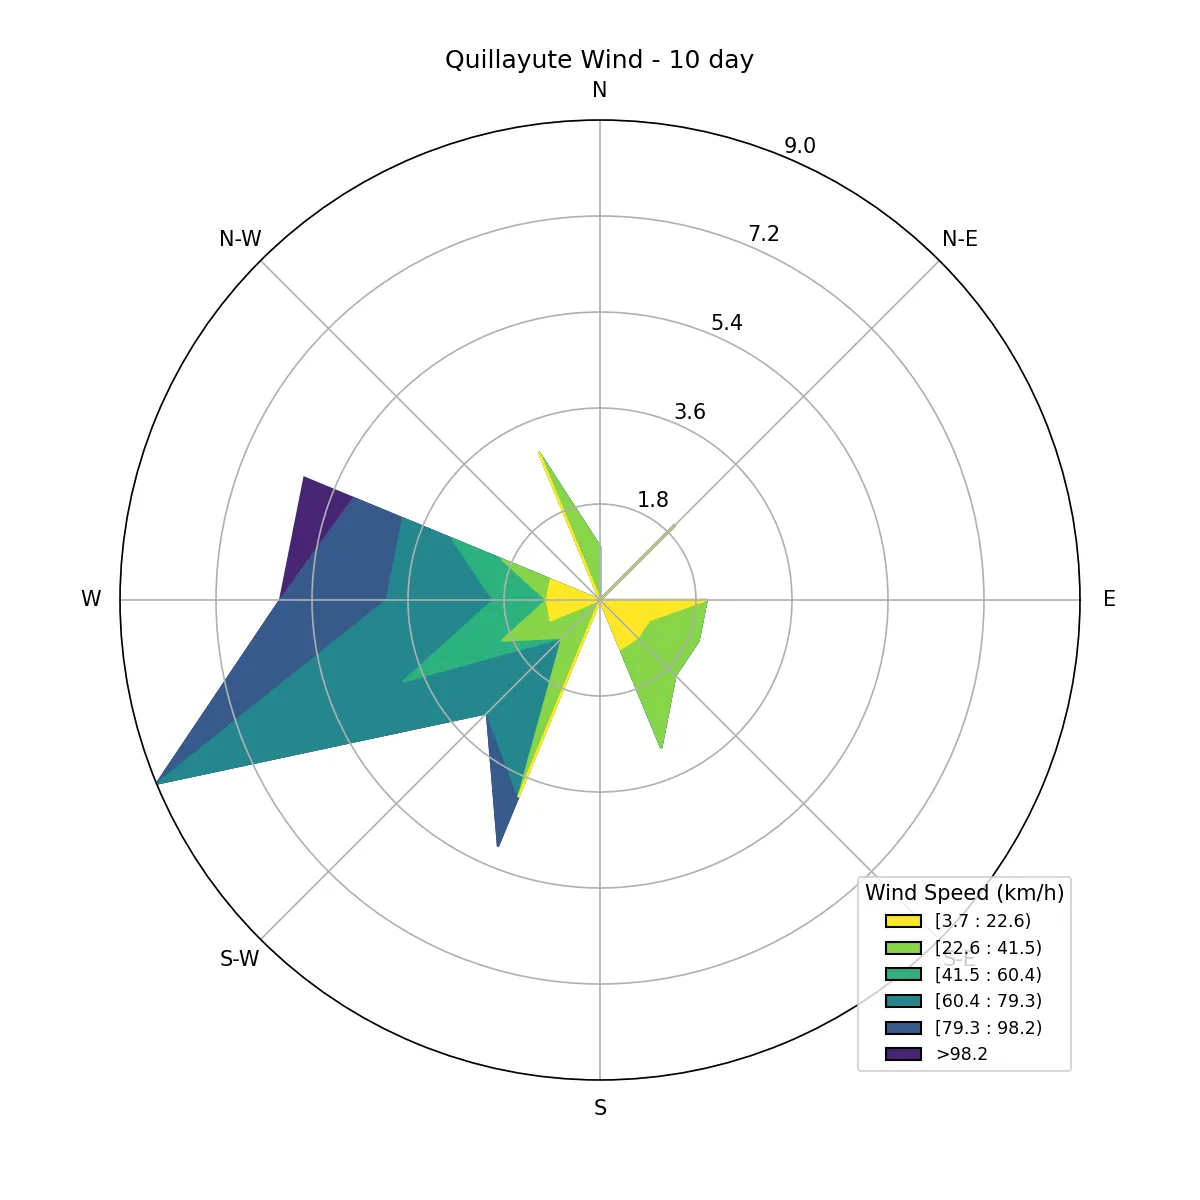 Quillayute Wind - 10 day
N
9.0
N-W
7.2
N-E
5.4
3.6
1.8
W
E
S-W
S-E
S
Wind Speed (km/h)
[3.7 : 22.6)
[22.6 : 41.5)
[41.5 : 60.4)
[60.4 : 79.3)
[79.3 : 98.2)
>98.2